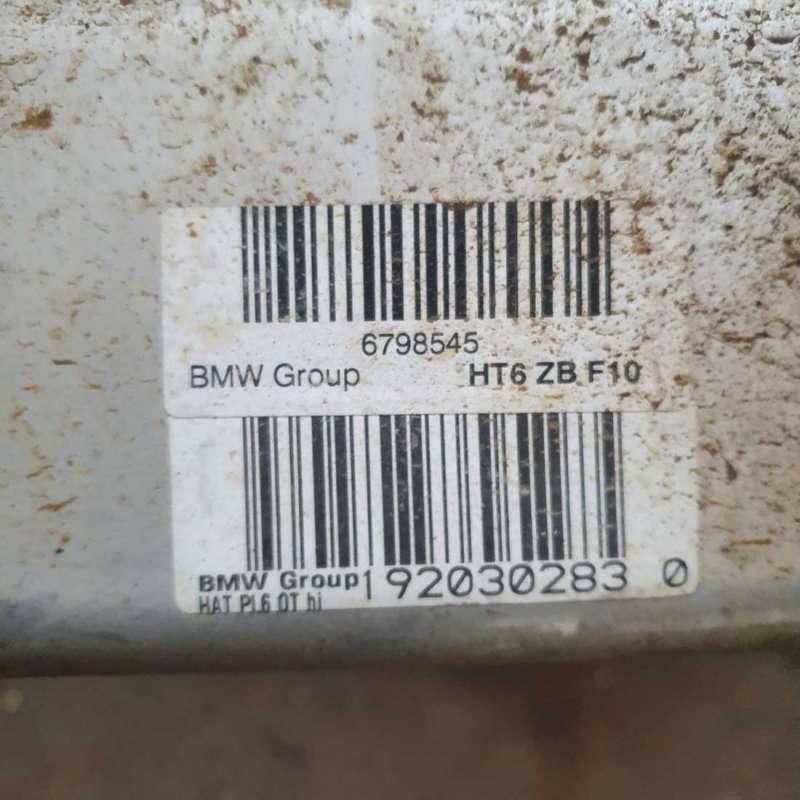 6798545
BMW Group HT6 ZB F10
BMW Group 192030283 0
HAT PL6 OT hi